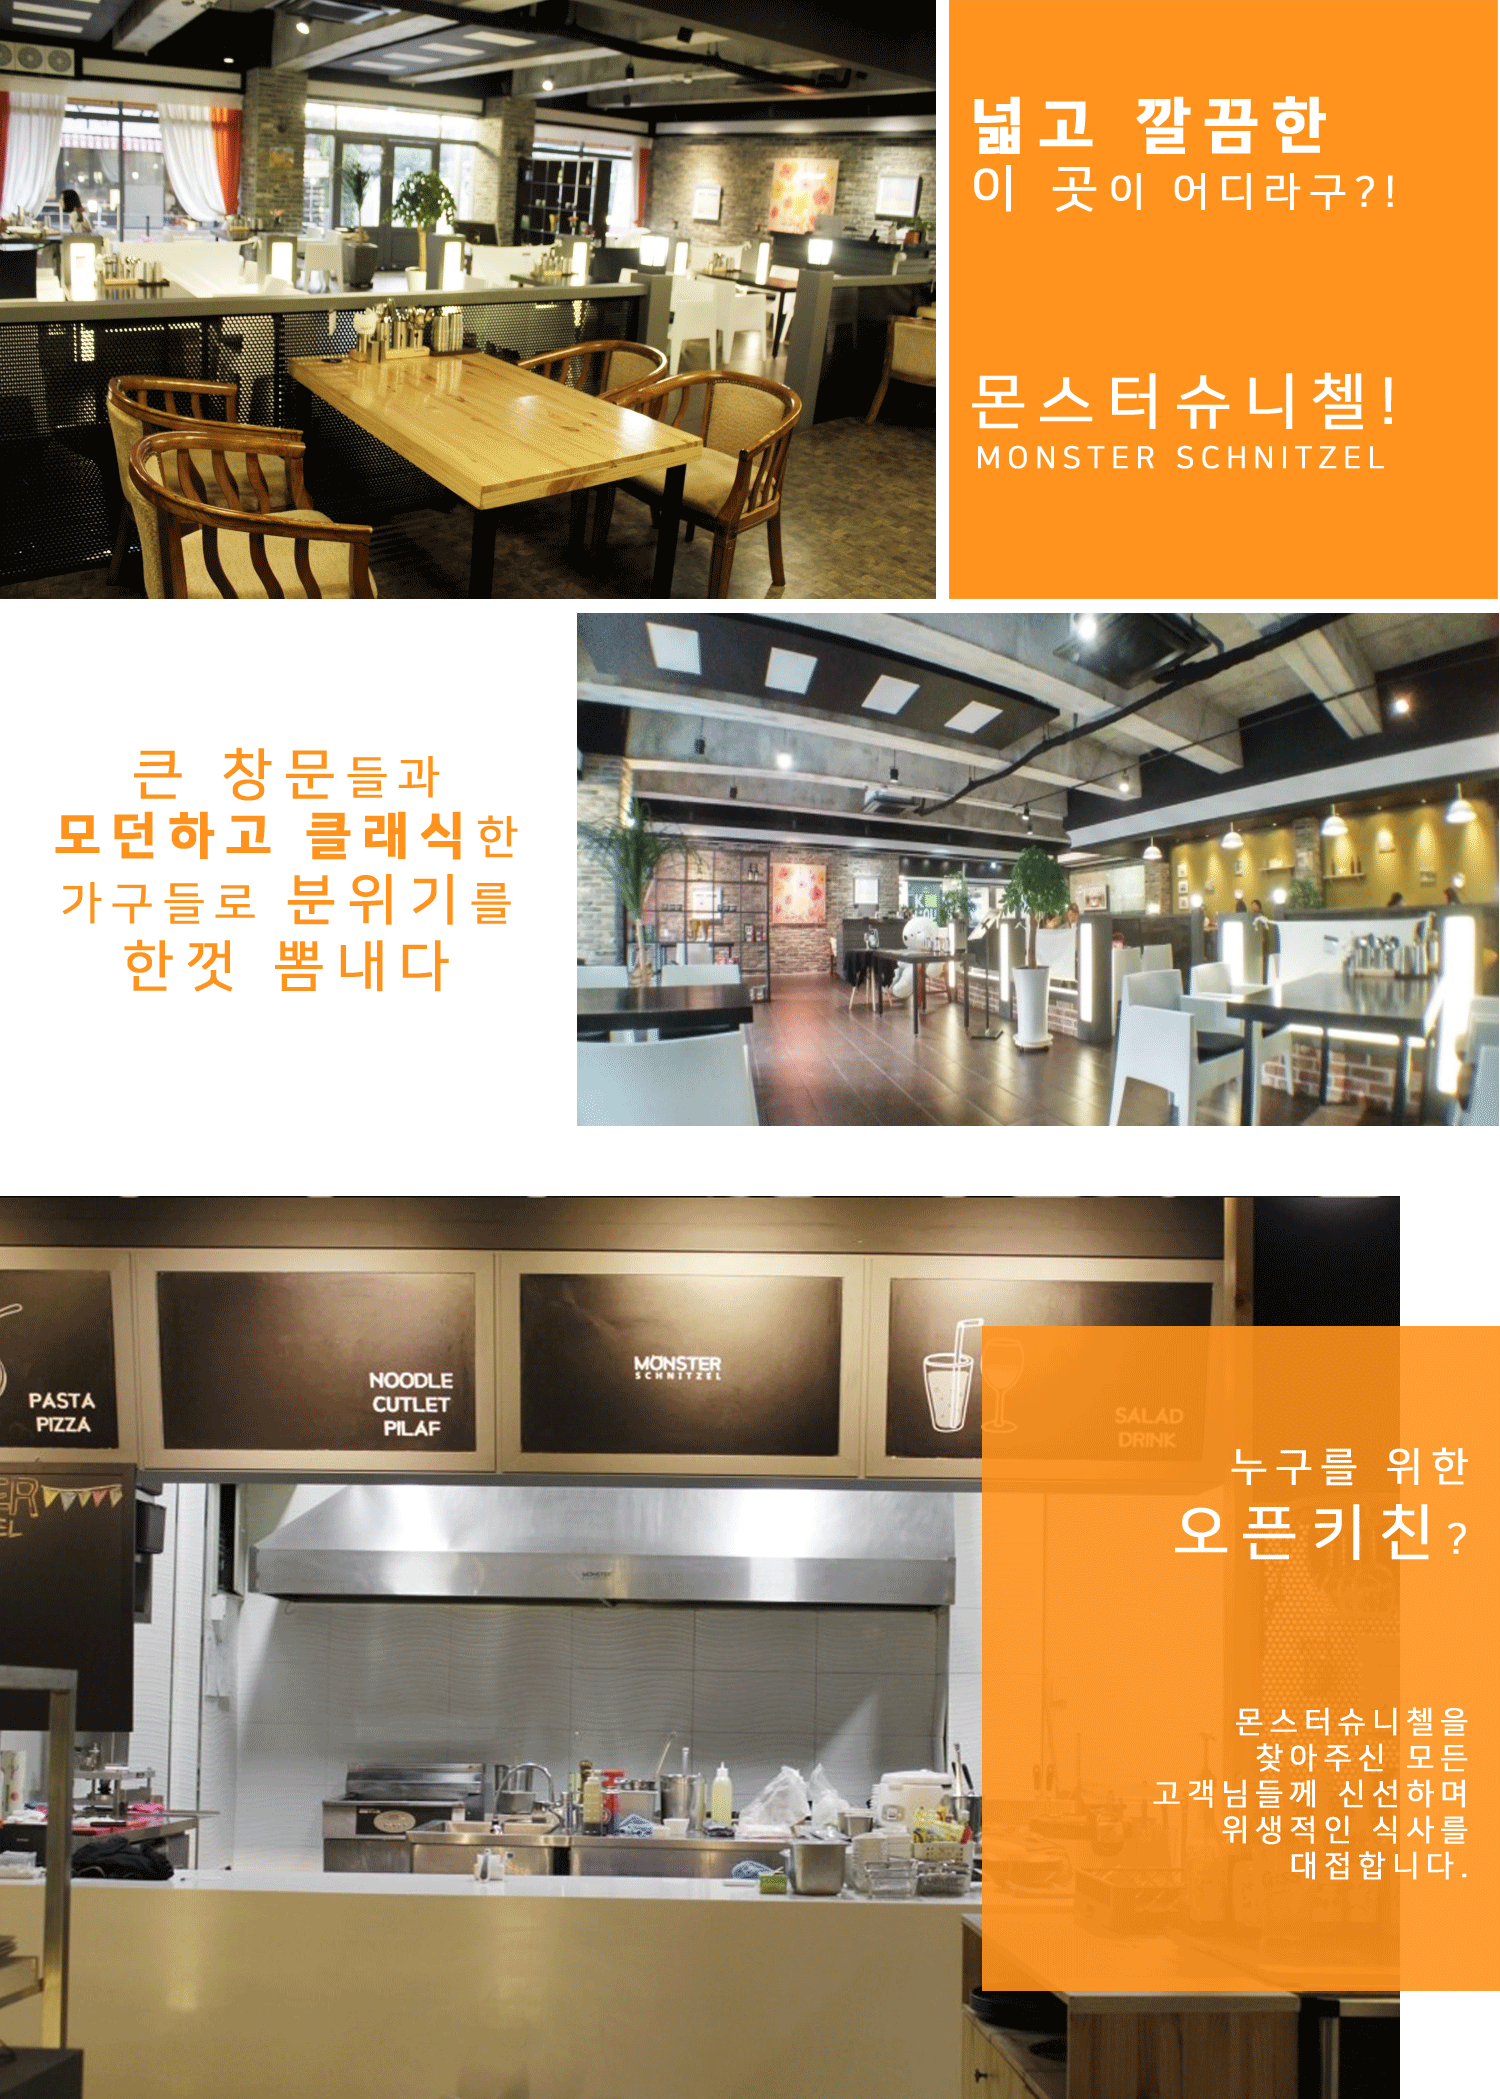 넓고 깔끔한
이 곳이 어디라구?!
몬스터슈니첼!
MONSTER SCHNITZEL
큰 창문들과
모던하고 클래식한
가구들로 분위기를
한껏 뽐내다
PASTA
PIZZA
NOODLE
CUTLET
PILAF
MONSTER
SCHNITZEL
SALAD
DRINK
누구를 위한
오픈키친?
몬스터슈니첼을
찾아주신 모든
고객님들께 신선하며
위생적인 식사를
대접합니다.